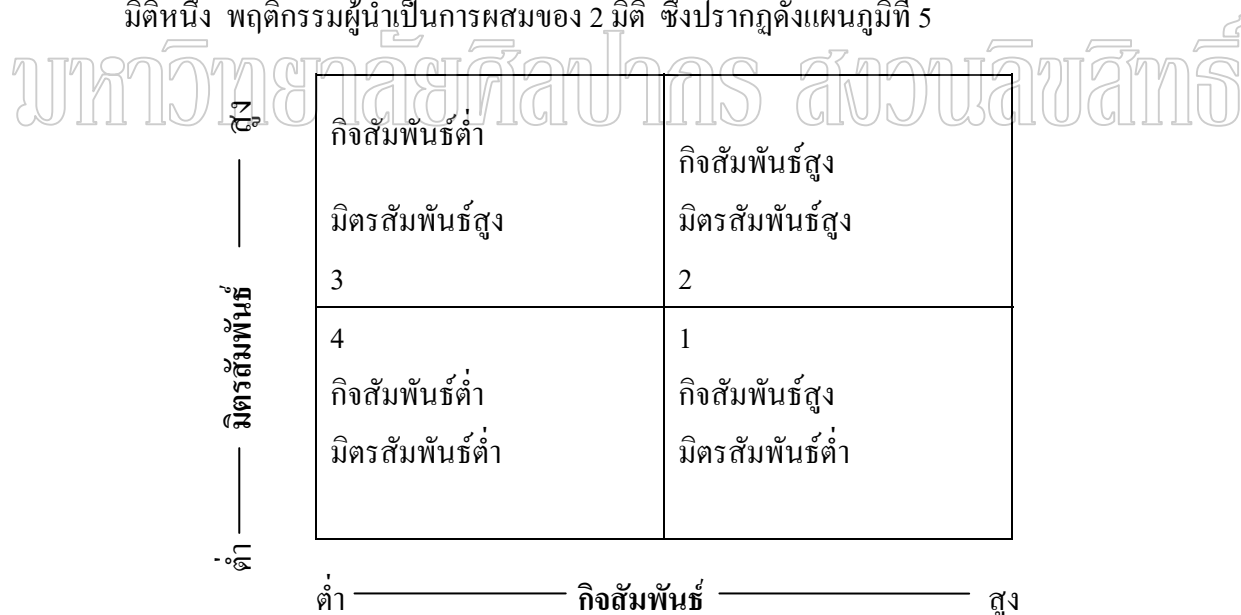 มิติหนึ่ง พฤติกรรมผู้นำเป็นการผสมของ 2 มิติ ซึ่งปรากฏดังแผนภูมิที่ 5
มหาวิทยาลัยศิลปากร สงวนลิขสิทธิ์
สูง
มิตรสัมพันธ์
ต่ำ
กิจสัมพันธ์ต่ำ
มิตรสัมพันธ์สูง
3
กิจสัมพันธ์สูง
มิตรสัมพันธ์สูง
2
4
กิจสัมพันธ์ต่ำ
มิตรสัมพันธ์ต่ำ
1
กิจสัมพันธ์สูง
มิตรสัมพันธ์ต่ำ
ต่ำ กิจสัมพันธ์ สูง